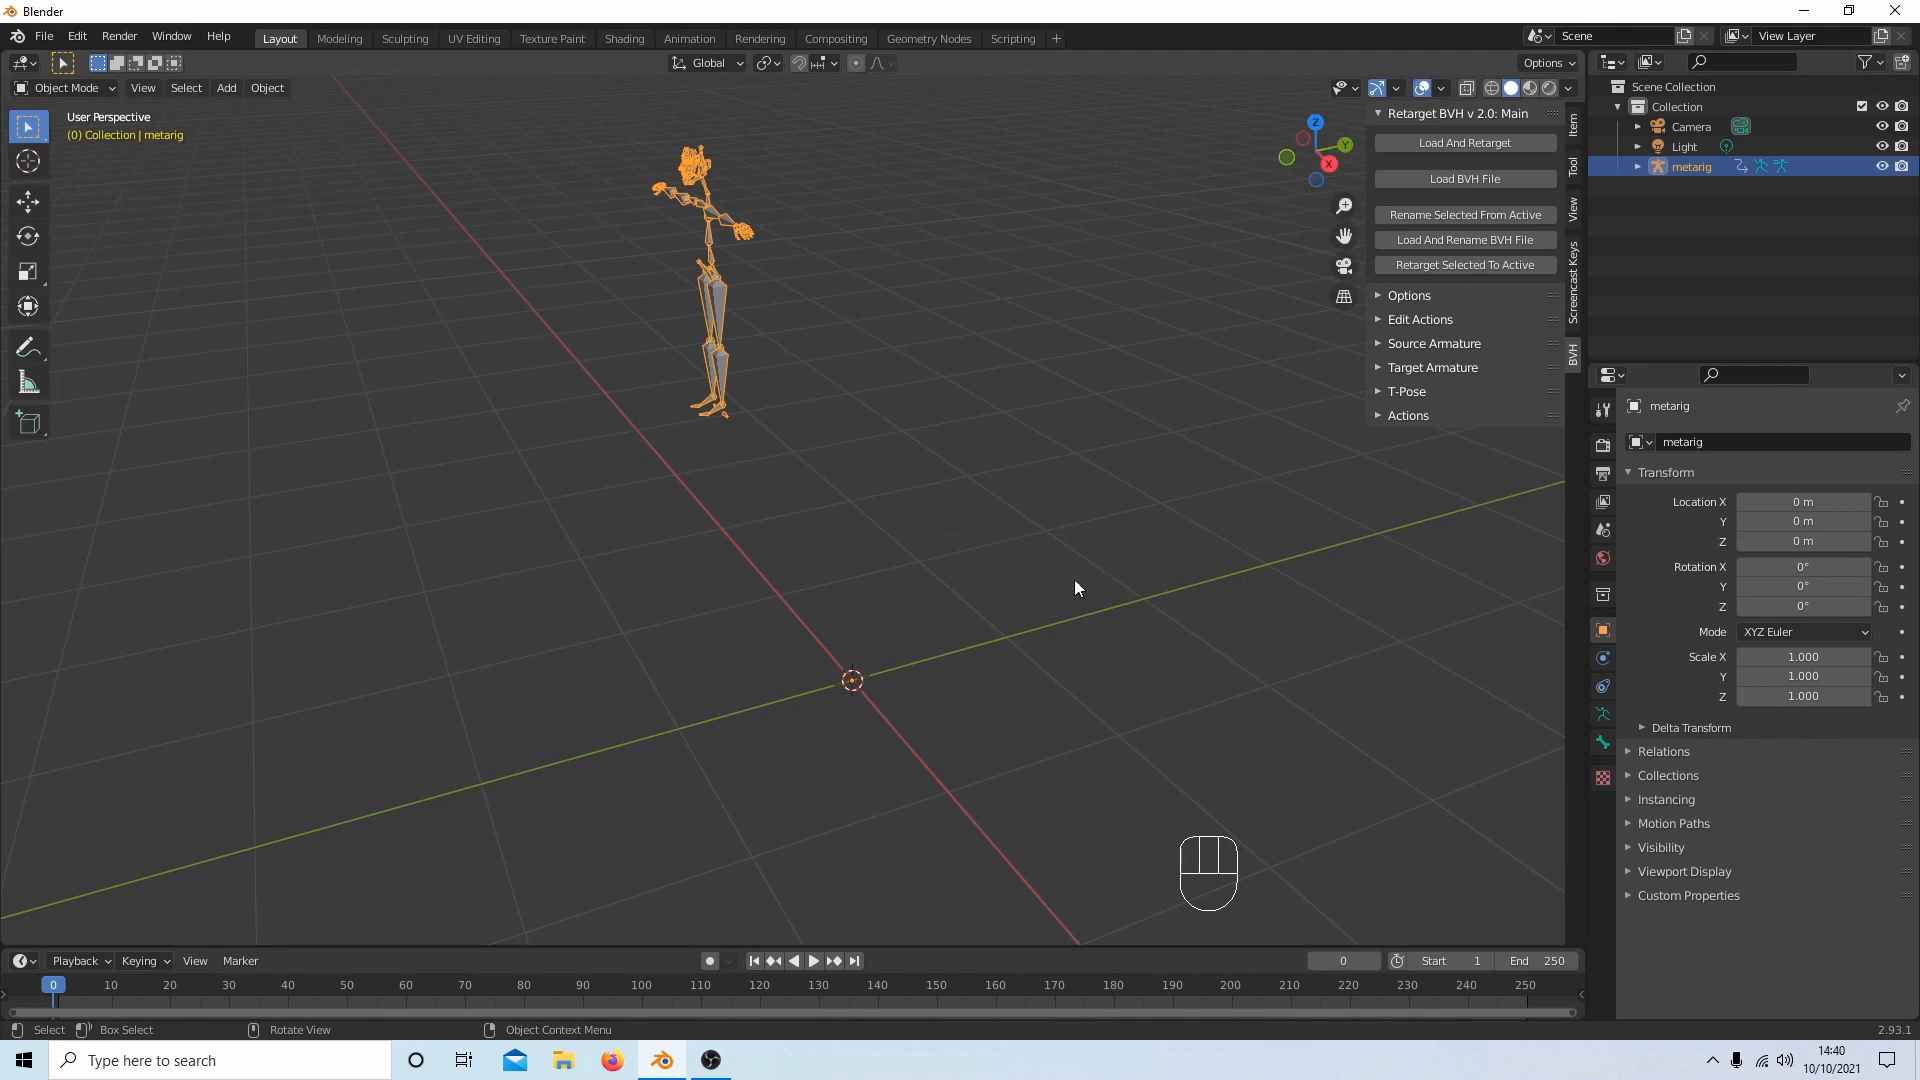 Blender
File Edit Render Window Help
Layout Modeling Sculpting UV Editing Texture Paint Shading Animation Rendering Compositing Geometry Nodes Scripting +
Scene View Layer
Global Options
Object Mode View Select Add Object
User Perspective
(0) Collection | metarig
Z
Y
X
Retarget BVH v 2.0: Main
Load And Retarget
Load BVH File
Rename Selected From Active
Load And Rename BVH File
Retarget Selected To Active
Options
Edit Actions
Source Armature
Target Armature
T-Pose
Actions
Item
Tool
View
Screencast Keys
BVH
Scene Collection
Collection
Camera
Light
metarig
metarig
metarig
Transform
Location X 0 m
Y 0 m
Z 0 m
Rotation X 0°
Y 0°
Z 0°
Mode XYZ Euler
Scale X 1.000
Y 1.000
Z 1.000
Delta Transform
Relations
Collections
Instancing
Motion Paths
Visibility
Viewport Display
Custom Properties
Playback Keying View Marker 0 Start 1 End 250
0 10 20 30 40 50 60 70 80 90 100 110 120 130 140 150 160 170 180 190 200 210 220 230 240 250
Select Box Select Rotate View Object Context Menu 2.93.1
Type here to search
14:40
10/10/2021